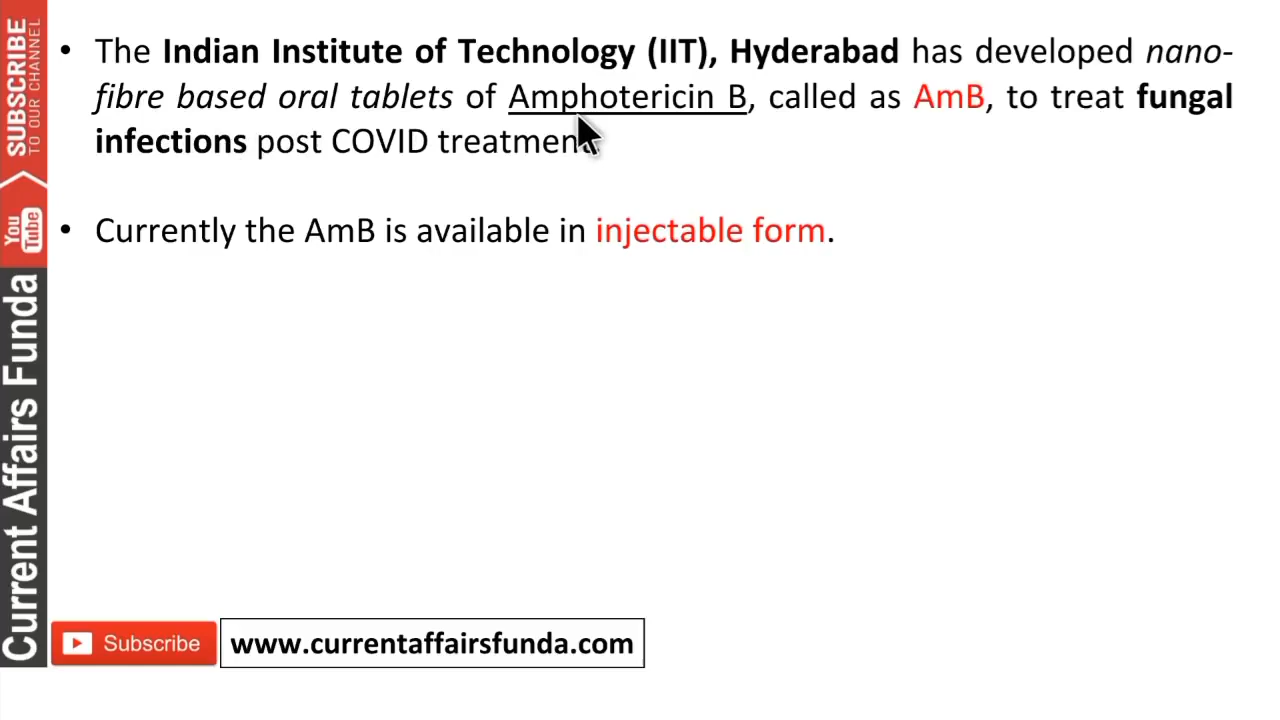 • The Indian Institute of Technology (IIT), Hyderabad has developed nano-
fibre based oral tablets of Amphotericin B, called as AmB, to treat fungal
infections post COVID treatment.
• Currently the AmB is available in injectable form.
SUBSCRIBE
TO OUR CHANNEL
You
Tube
Current Affairs Funda
Subscribe
www.currentaffairsfunda.com